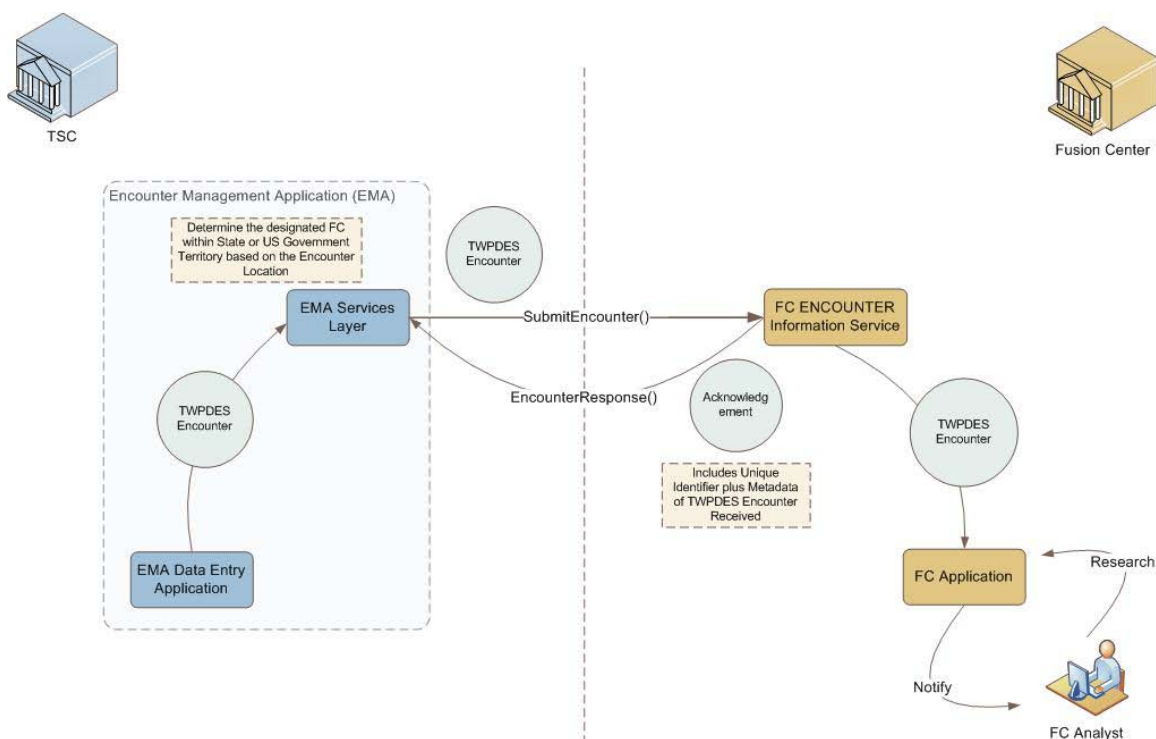 TSC
Fusion Center
Encounter Management Application (EMA)
Determine the designated FC
within State or US Government
Territory based on the Encounter
Location
TWPDES
Encounter
EMA Services
Layer
SubmitEncounter()
FC ENCOUNTER
Information Service
EncounterResponse()
Acknowledg
ement
TWPDES
Encounter
TWPDES
Encounter
Includes Unique
Identifier plus Metadata
of TWPDES Encounter
Received
EMA Data Entry
Application
FC Application
Research
Notify
FC Analyst